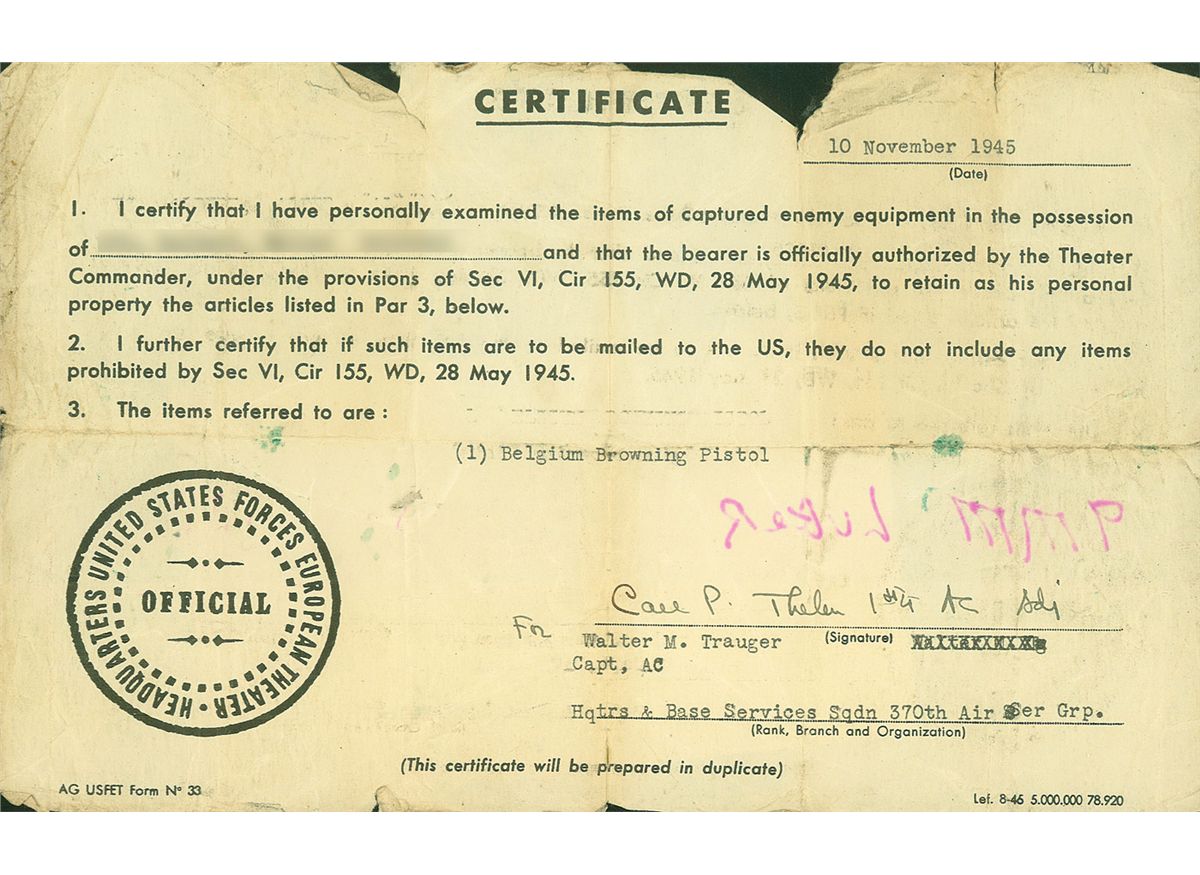 CERTIFICATE
10 November 1945
(Date)
1. I certify that I have personally examined the items of captured enemy equipment in the possession
of and that the bearer is officially authorized by the Theater
Commander, under the provisions of Sec VI, Cir 155, WD, 28 May 1945, to retain as his personal
property the articles listed in Par 3, below.
2. I further certify that if such items are to be mailed to the US, they do not include any items
prohibited by Sec VI, Cir 155, WD, 28 May 1945.
3. The items referred to are :
(1) Belgium Browning Pistol
9MM
HEADQUARTERS UNITED STATES FORCES EUROPEAN THEATER
OFFICIAL
Carl P. Thelen 1st Lt AC Adj
For Walter M. Trauger (Signature)
Capt, AC
Hqtrs & Base Services Sqdn 370th Air Ser Grp.
(Rank, Branch and Organization)
(This certificate will be prepared in duplicate)
AG USFET Form Nº 33
Lef. 8-46 5.000.000 78.920